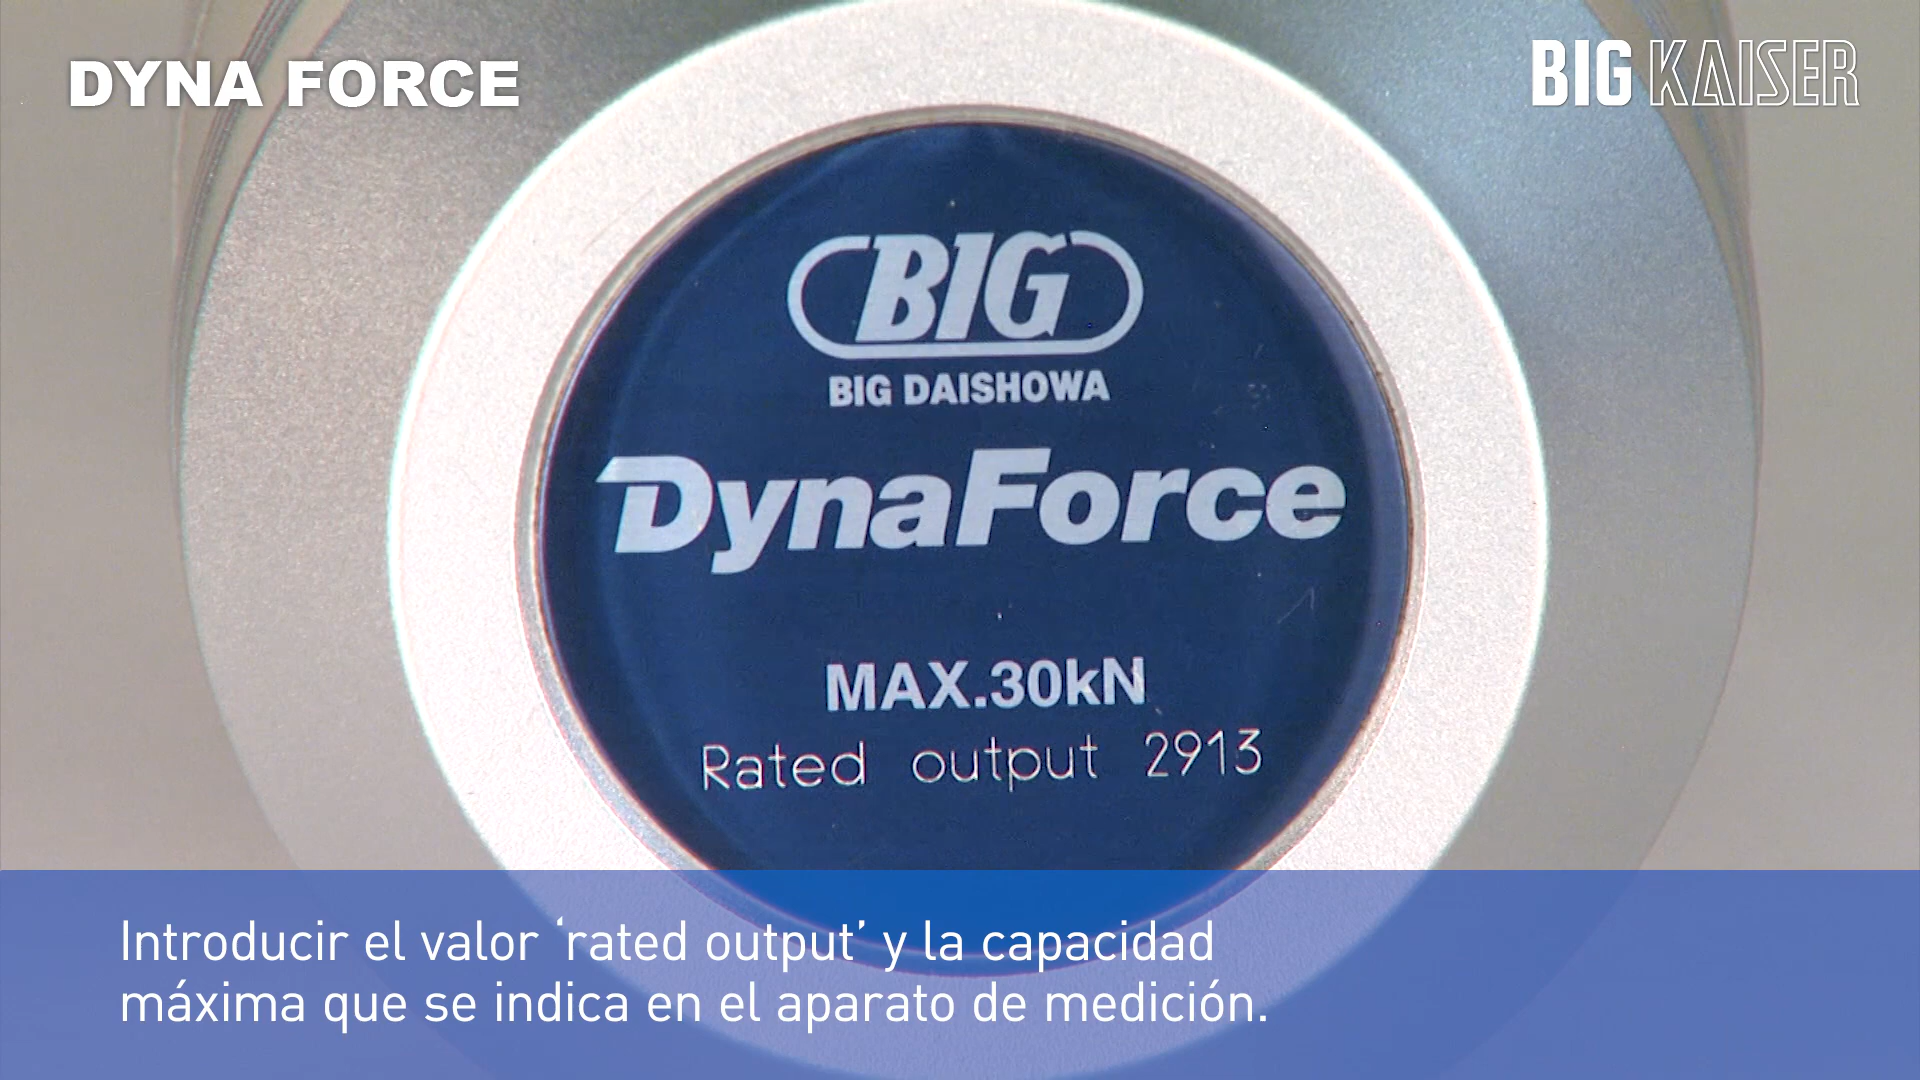 DYNA FORCE
BIG KAISER
BIG
BIG DAISHOWA
DynaForce
MAX.30kN
Rated output 2913
Introducir el valor ‘rated output’ y la capacidad
máxima que se indica en el aparato de medición.